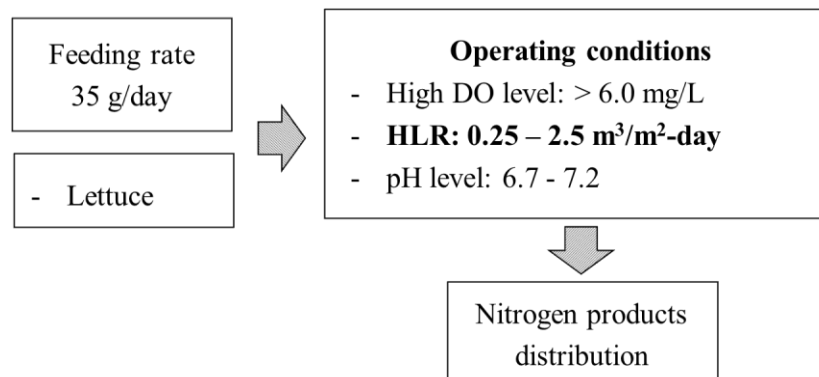 Feeding rate
35 g/day
- Lettuce
Operating conditions
- High DO level: > 6.0 mg/L
- HLR: 0.25 – 2.5 m³/m²-day
- pH level: 6.7 - 7.2
Nitrogen products
distribution